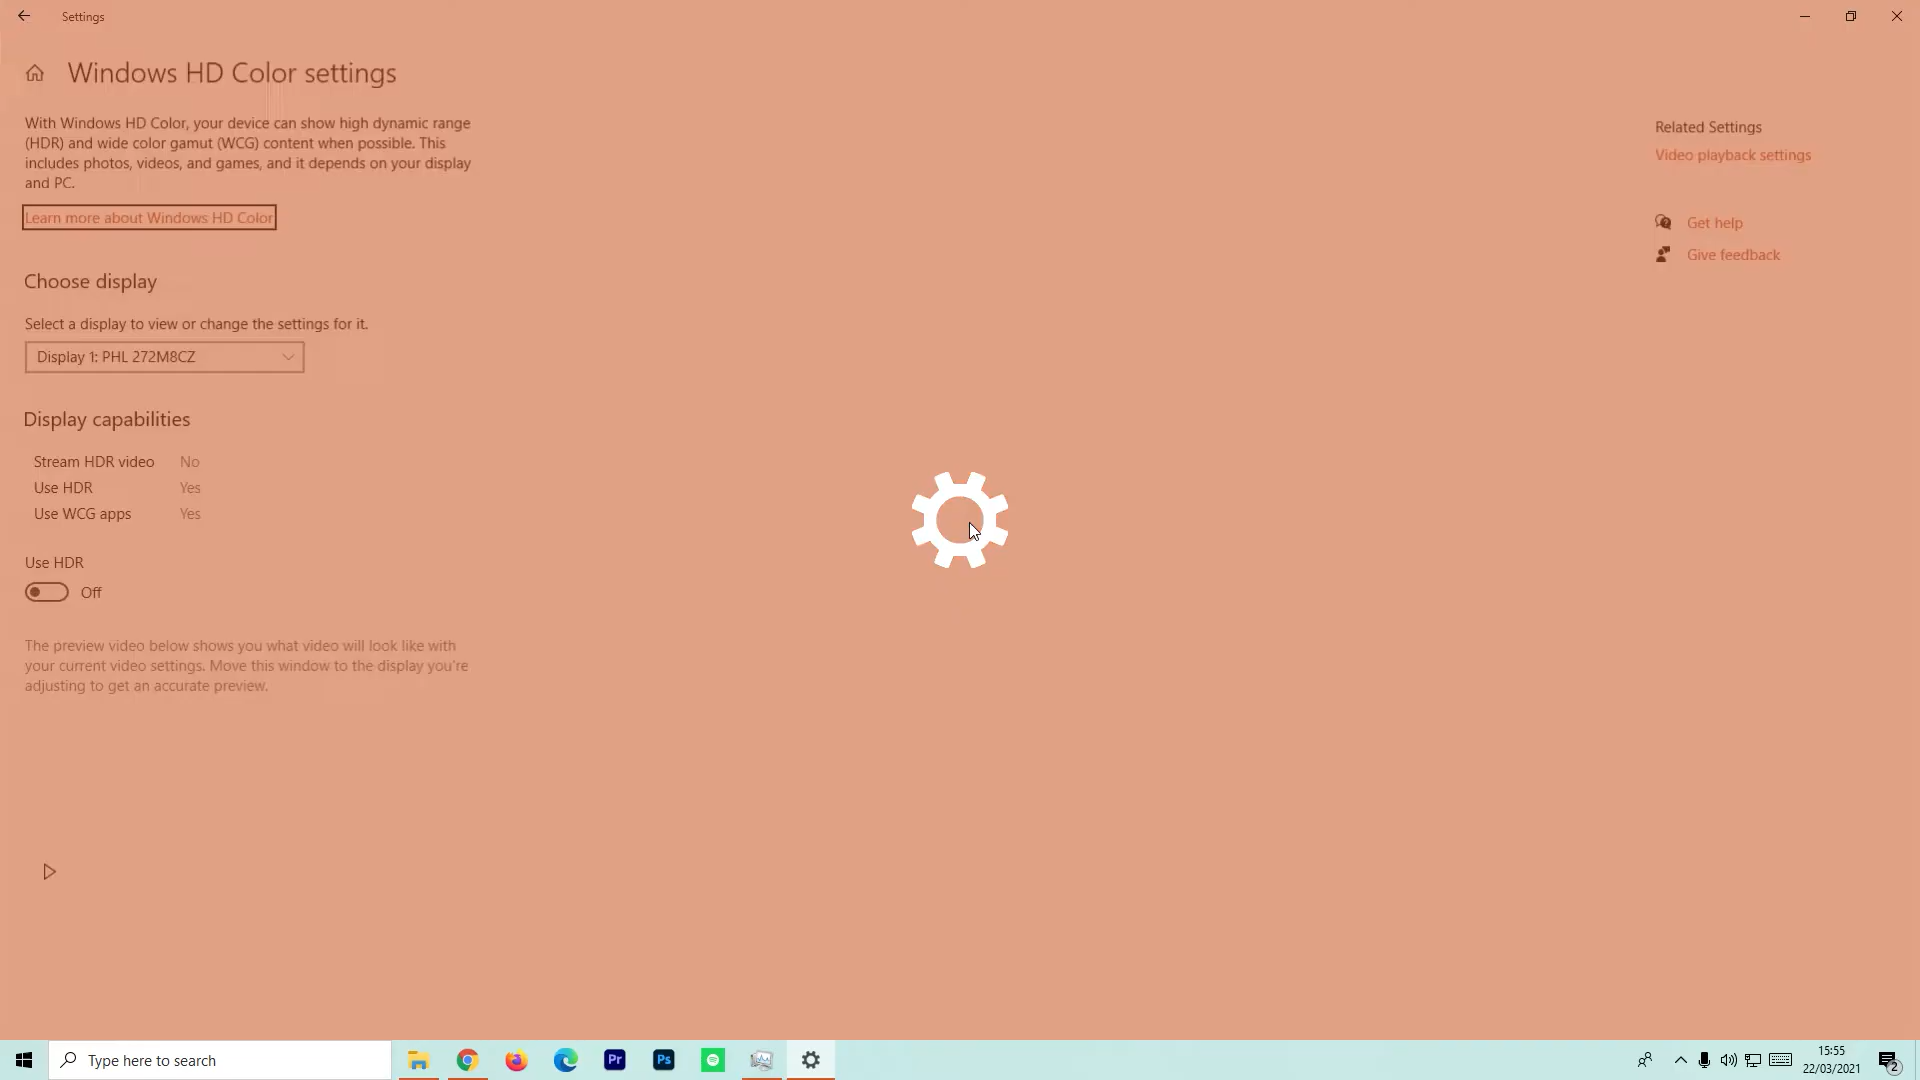 Settings
Windows HD Color settings
With Windows HD Color, your device can show high dynamic range
(HDR) and wide color gamut (WCG) content when possible. This
includes photos, videos, and games, and it depends on your display
and PC.
Learn more about Windows HD Color
Choose display
Select a display to view or change the settings for it.
Display 1: PHL 272M8CZ
Display capabilities
Stream HDR video No
Use HDR Yes
Use WCG apps Yes
Use HDR
Off
The preview video below shows you what video will look like with
your current video settings. Move this window to the display you're
adjusting to get an accurate preview.
Related Settings
Video playback settings
Get help
Give feedback
Type here to search
Pr
Ps
15:55
22/03/2021
2